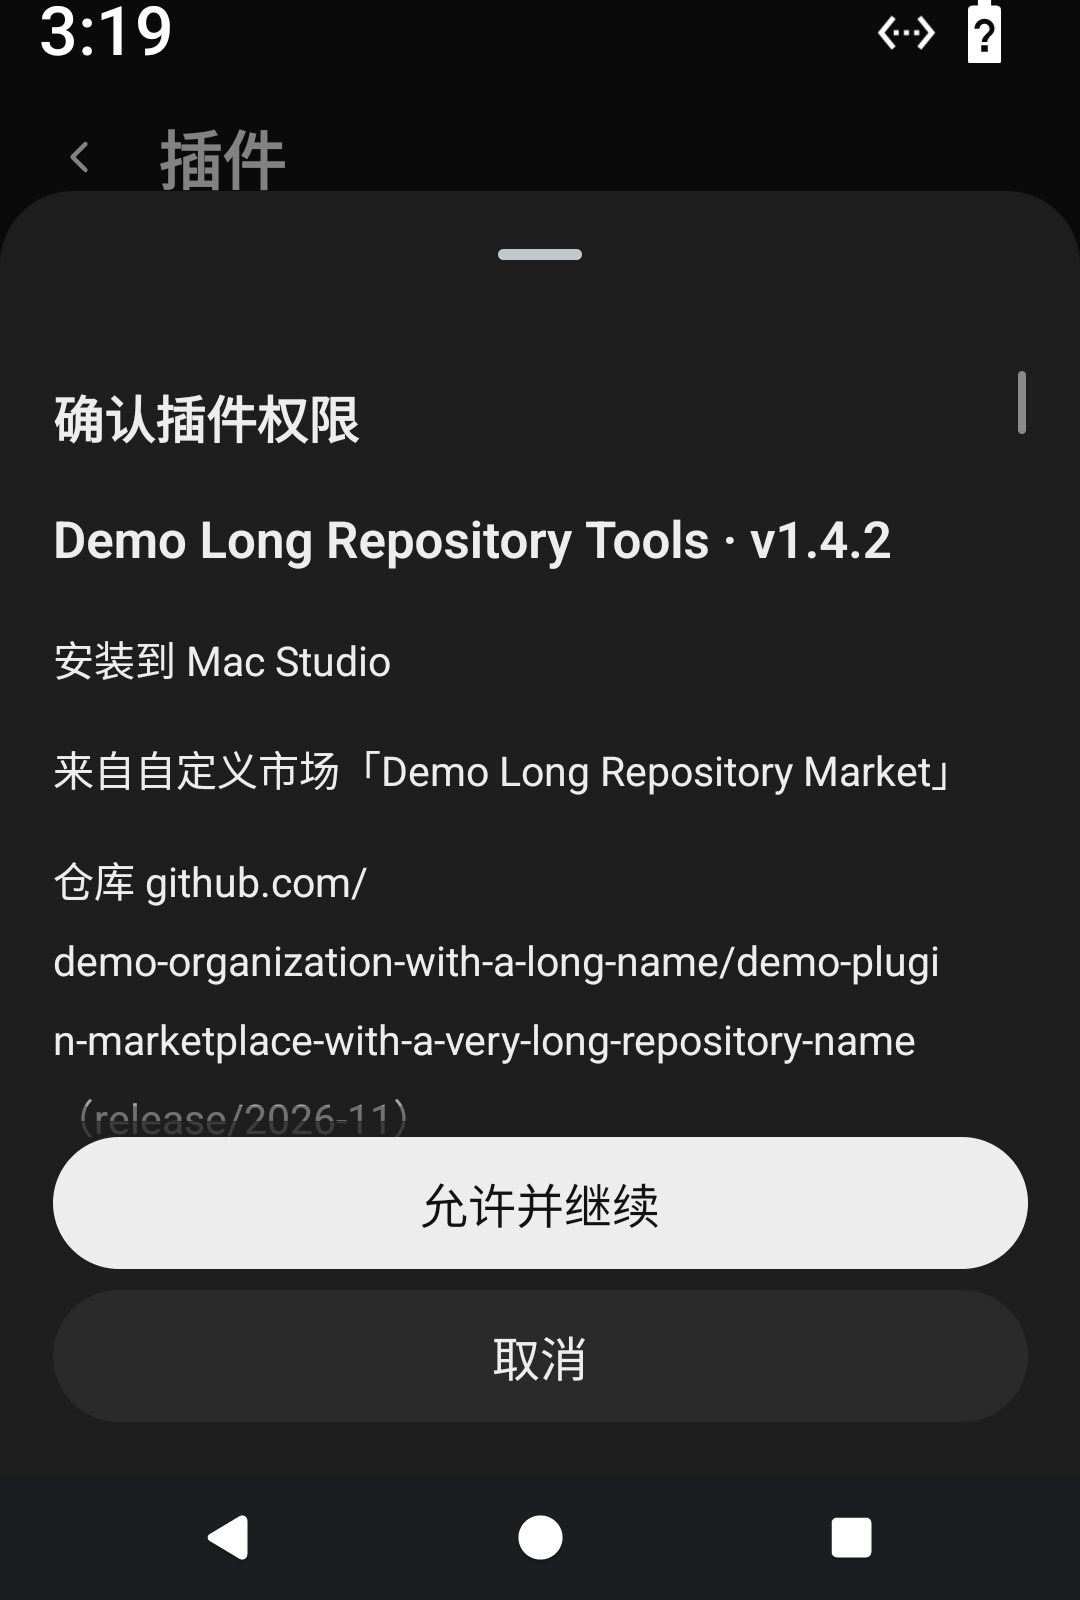 3:19
插件
确认插件权限
Demo Long Repository Tools · v1.4.2
安装到 Mac Studio
来自自定义市场「Demo Long Repository Market」
仓库 github.com/
demo-organization-with-a-long-name/demo-plugi
n-marketplace-with-a-very-long-repository-name
（release/2026-11）
允许并继续
取消